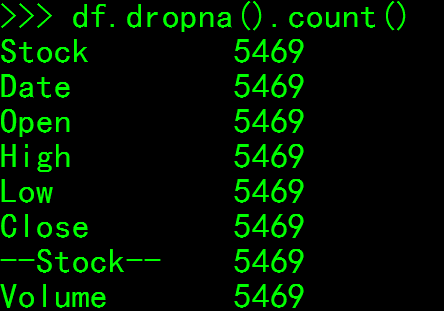 >>> df.dropna().count()
Stock 5469
Date 5469
Open 5469
High 5469
Low 5469
Close 5469
--Stock-- 5469
Volume 5469